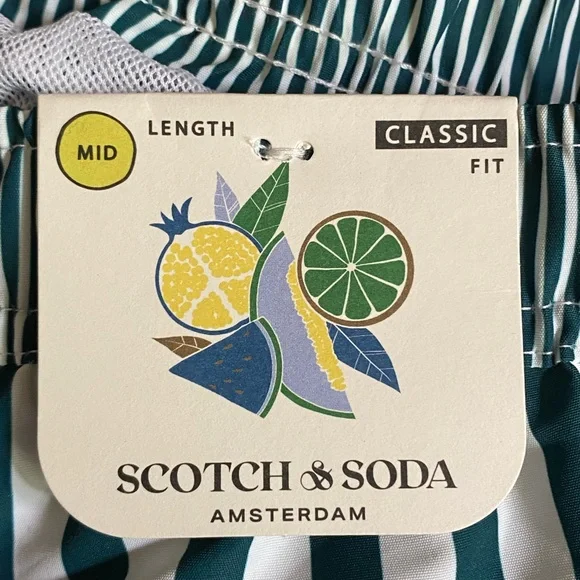 MID
LENGTH
CLASSIC
FIT
SCOTCH & SODA
AMSTERDAM